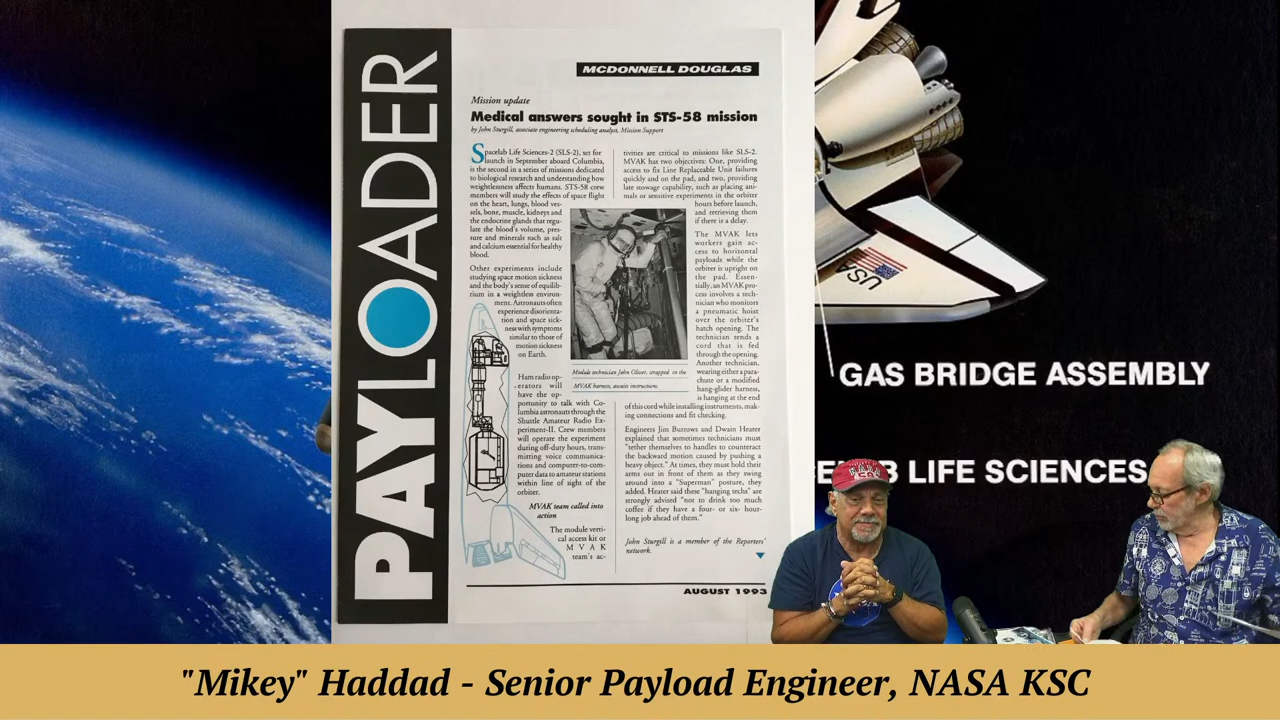 PAYLOADER
MCDONNELL DOUGLAS
Mission update
Medical answers sought in STS-58 mission
by John Sturgill, associate engineering scheduling analyst, Mission Support
Spacelab Life Sciences-2 (SLS-2), set for
launch in September aboard Columbia,
is the second in a series of missions dedicated
to biological research and understanding how
weightlessness affects humans. STS-58 crew
members will study the effects of space flight
on the heart, lungs, blood ves-
sels, bone, muscle, kidneys and
the endocrine glands that regu-
late the blood's volume, pres-
sure and minerals such as salt
and calcium essential for healthy
blood.
Other experiments include
studying space motion sickness
and the body's sense of equilib-
rium in a weightless environ-
ment. Astronauts often
experience disorienta-
tion and space sick-
ness with symptoms
similar to those of
motion sickness
on Earth.
Ham radio op-
erators will
have the op-
portunity to talk with Co-
lumbia astronauts through the
Shuttle Amateur Radio Ex-
periment-II. Crew members
will operate the experiment
during off-duty hours, trans-
mitting voice communica-
tions and computer-to-com-
puter data to amateur stations
within line of sight of the
orbiter.
MVAK team called into
action
The module verti-
cal access kit or
MVAK
team's ac-
tivities are critical to missions like SLS-2.
MVAK has two objectives: One, providing
access to fix Line Replaceable Unit failures
quickly and on the pad, and two, providing
late stowage capability, such as placing ani-
mals or sensitive experiments in the orbiter
hours before launch,
and retrieving them
if there is a delay.
The MVAK lets
workers gain ac-
cess to horizontal
payloads while the
orbiter is upright on
the pad. Essen-
tially, an MVAK pro-
cess involves a tech-
nician who monitors
a pneumatic hoist
over the orbiter's
hatch opening. The
technician tends a
cord that is fed
through the opening.
Another technician,
wearing either a para-
chute or a modified
hang-glider harness,
is hanging at the end
of this cord while installing instruments, mak-
ing connections and fit checking.
Engineers Jim Burrows and Dwain Heater
explained that sometimes technicians must
"tether themselves to handles to counteract
the backward motion caused by pushing a
heavy object." At times, they must hold their
arms out in front of them as they swing
around into a "Superman" posture, they
added. Heater said these "hanging techs" are
strongly advised "not to drink too much
coffee if they have a four- or six- hour-
long job ahead of them."
John Sturgill is a member of the Reporters'
network.
Module technician John Oliver, strapped in the
MVAK harness, awaits instructions.
AUGUST 1993
USA
GAS BRIDGE ASSEMBLY
LIFE SCIENCES
NASA
"Mikey" Haddad - Senior Payload Engineer, NASA KSC